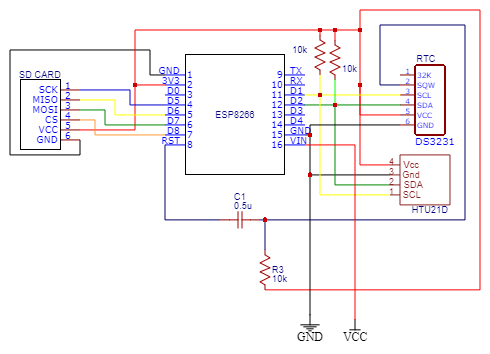 10k
10k
RTC
1 32K
2 SQW
3 SCL
4 SDA
5 VCC
6 GND
DS3231
SD CARD
SCK 1
MISO 2
MOSI 3
CS 4
VCC 5
GND 6
GND 1
3V3 2
D0 3
D5 4
D6 5
D7 6
D8 7
RST 8
ESP8266
9 TX
10 RX
11 D1
12 D2
13 D3
14 D4
15 GND
16 VIN
4 Vcc
3 Gnd
2 SDA
1 SCL
HTU21D
C1
0.5u
R3
10k
GND
VCC